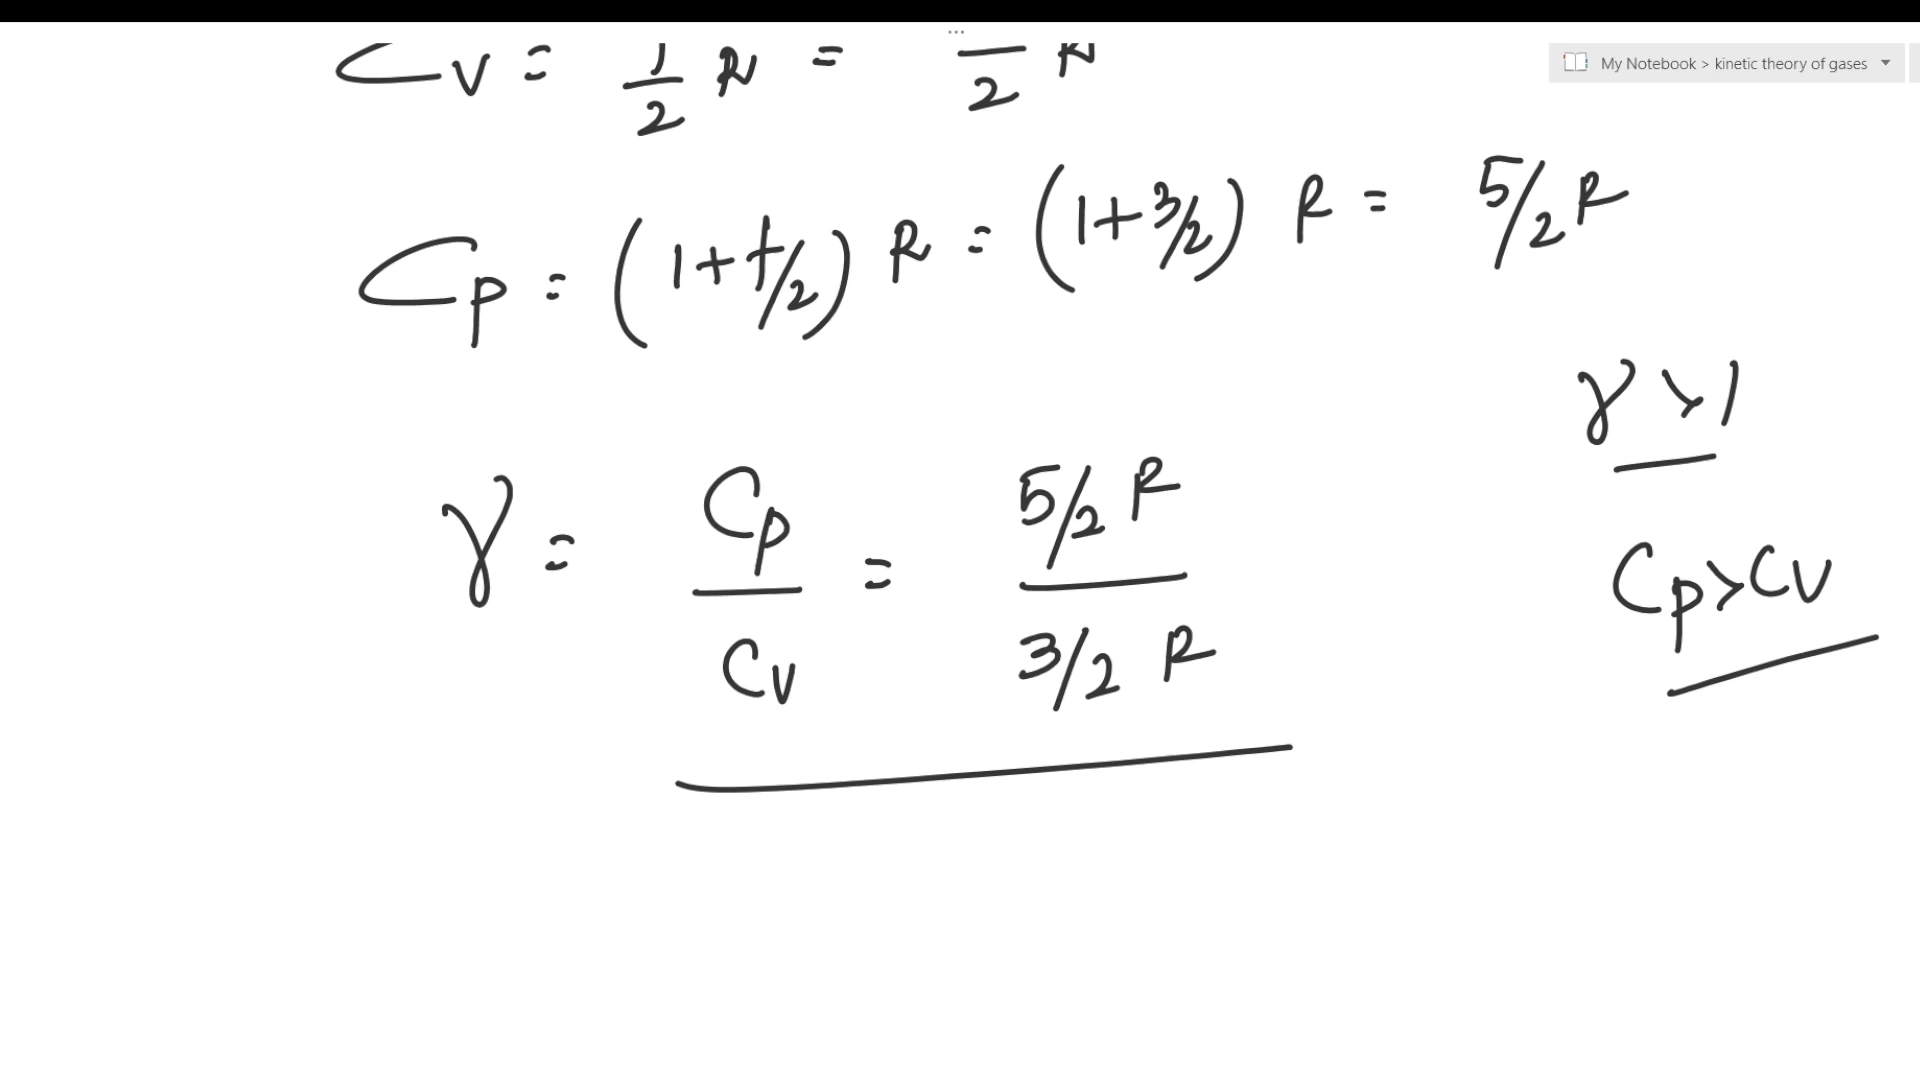 My Notebook > kinetic theory of gases
Cv = /2 R = /2 R
Cp = (1+f/2) R = (1+3/2) R = 5/2 R
γ > 1
γ = Cp/Cv = 5/2 R / 3/2 R
Cp>Cv